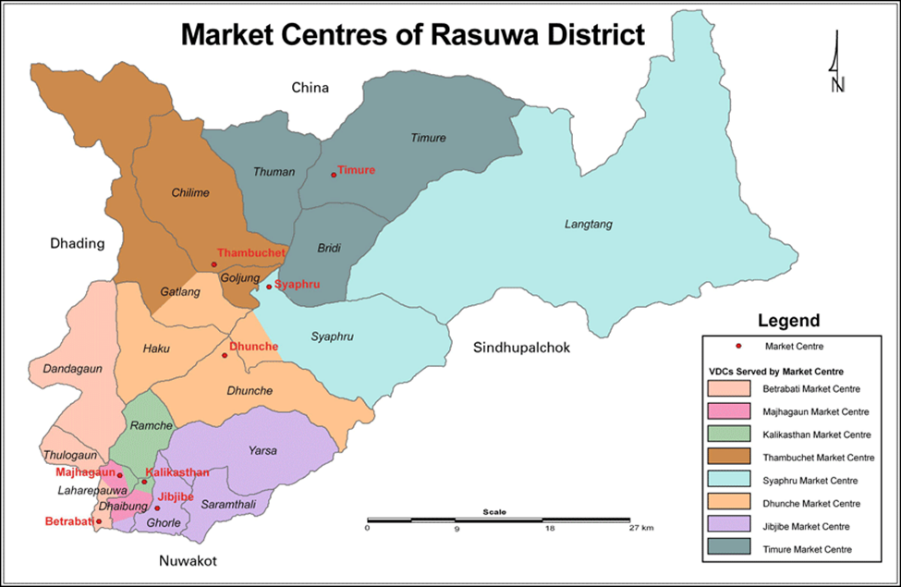 Market Centres of Rasuwa District
N
China
Timure
Thuman
Timure
Chilime
Langtang
Dhading
Bridi
Thambuchet
Goljung
Syaphru
Gatlang
Syaphru
Sindhupalchok
Haku
Dhunche
Dandagaun
Dhunche
Ramche
Yarsa
Thulogaun
Majhagaun
Kalikasthan
Laharepauwa
Jibjibe
Dhaibung
Saramthali
Betrabati
Ghorle
Nuwakot
Scale
0 9 18 27 km
Legend
Market Centre
VDCs Served by Market Centre
Betrabati Market Centre
Majhagaun Market Centre
Kalikasthan Market Centre
Thambuchet Market Centre
Syaphru Market Centre
Dhunche Market Centre
Jibjibe Market Centre
Timure Market Centre